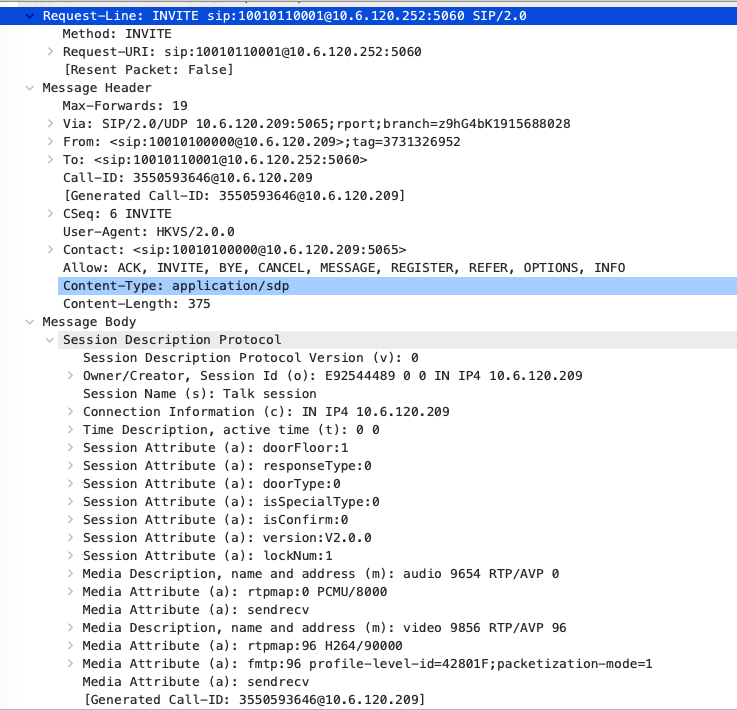 Request-Line: INVITE sip:10010110001@10.6.120.252:5060 SIP/2.0
Method: INVITE
Request-URI: sip:10010110001@10.6.120.252:5060
[Resent Packet: False]
Message Header
Max-Forwards: 19
Via: SIP/2.0/UDP 10.6.120.209:5065;rport;branch=z9hG4bK1915688028
From: <sip:10010100000@10.6.120.209>;tag=3731326952
To: <sip:10010110001@10.6.120.252:5060>
Call-ID: 3550593646@10.6.120.209
[Generated Call-ID: 3550593646@10.6.120.209]
CSeq: 6 INVITE
User-Agent: HKVS/2.0.0
Contact: <sip:10010100000@10.6.120.209:5065>
Allow: ACK, INVITE, BYE, CANCEL, MESSAGE, REGISTER, REFER, OPTIONS, INFO
Content-Type: application/sdp
Content-Length: 375
Message Body
Session Description Protocol
Session Description Protocol Version (v): 0
Owner/Creator, Session Id (o): E92544489 0 0 IN IP4 10.6.120.209
Session Name (s): Talk session
Connection Information (c): IN IP4 10.6.120.209
Time Description, active time (t): 0 0
Session Attribute (a): doorFloor:1
Session Attribute (a): responseType:0
Session Attribute (a): doorType:0
Session Attribute (a): isSpecialType:0
Session Attribute (a): isConfirm:0
Session Attribute (a): version:V2.0.0
Session Attribute (a): lockNum:1
Media Description, name and address (m): audio 9654 RTP/AVP 0
Media Attribute (a): rtpmap:0 PCMU/8000
Media Attribute (a): sendrecv
Media Description, name and address (m): video 9856 RTP/AVP 96
Media Attribute (a): rtpmap:96 H264/90000
Media Attribute (a): fmtp:96 profile-level-id=42801F;packetization-mode=1
Media Attribute (a): sendrecv
[Generated Call-ID: 3550593646@10.6.120.209]